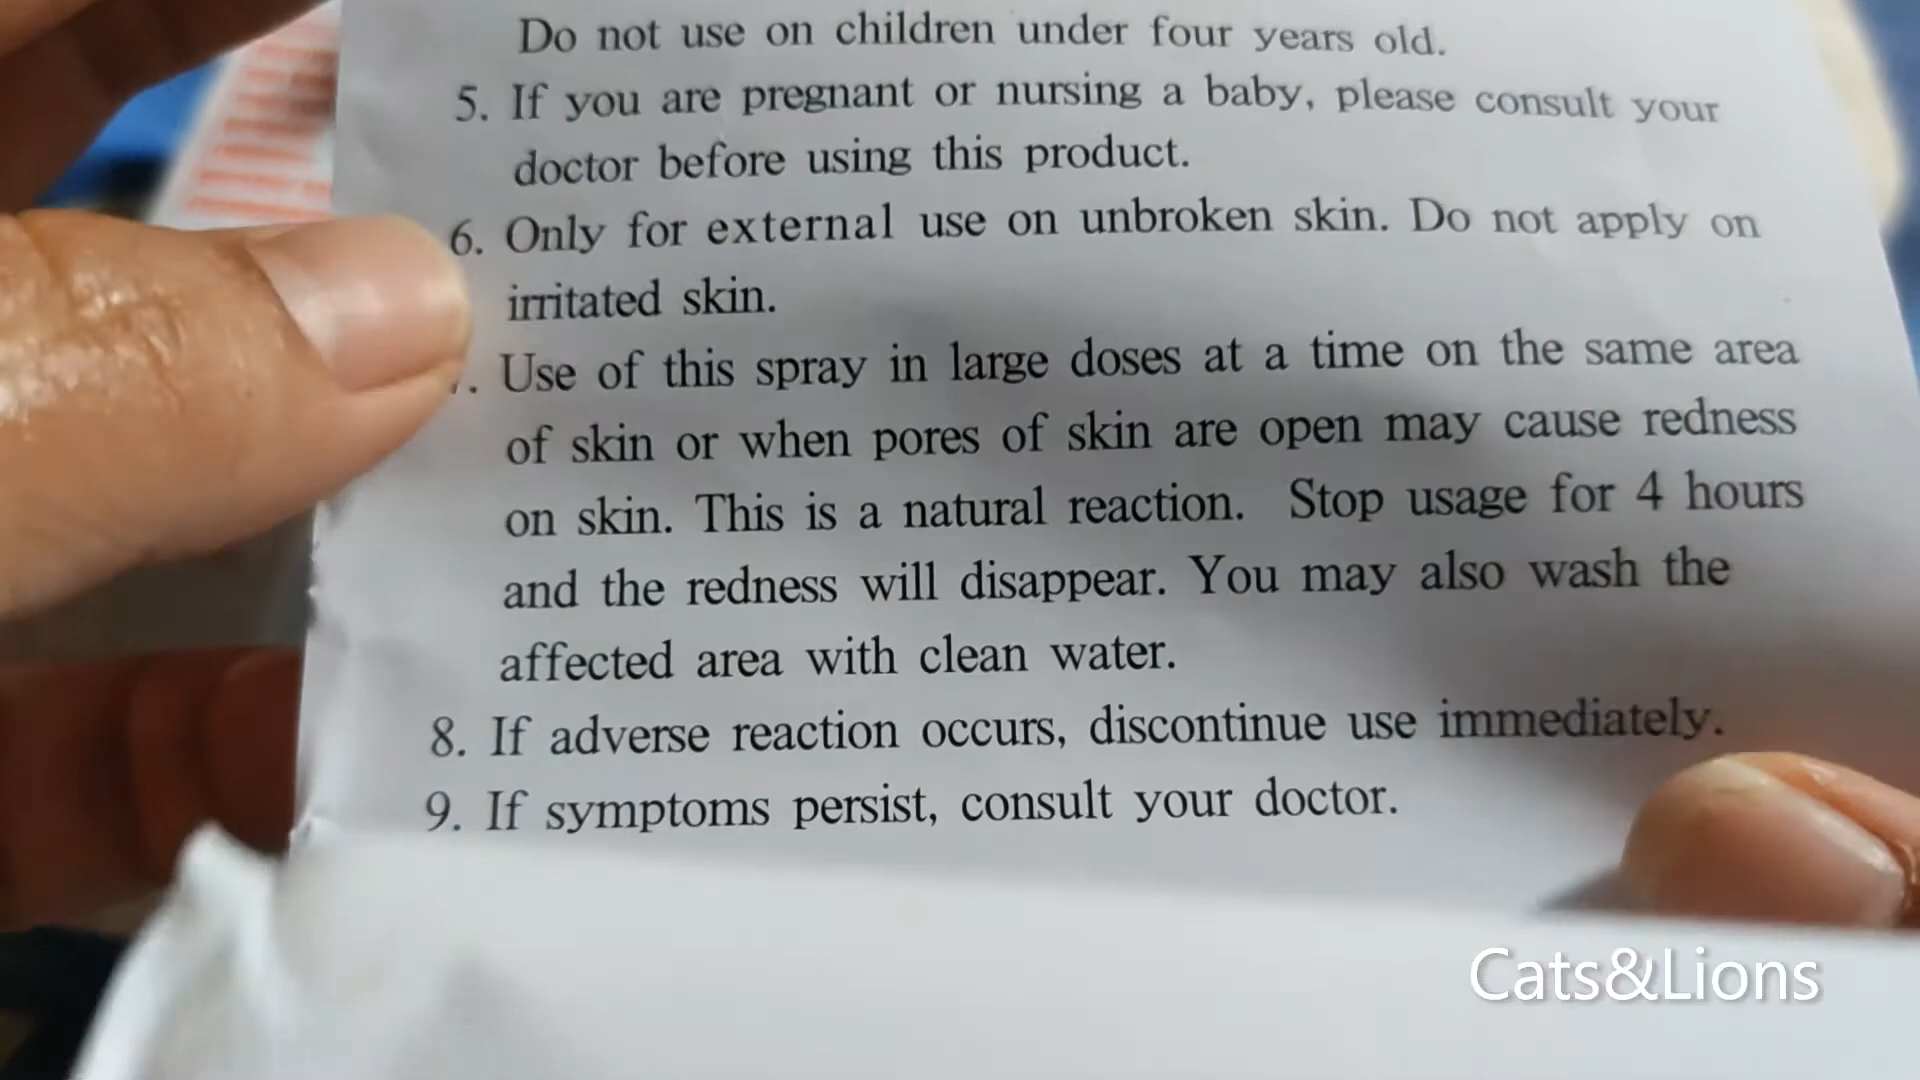 Do not use on children under four years old.
5. If you are pregnant or nursing a baby, please consult your
doctor before using this product.
6. Only for external use on unbroken skin. Do not apply on
irritated skin.
. Use of this spray in large doses at a time on the same area
of skin or when pores of skin are open may cause redness
on skin. This is a natural reaction. Stop usage for 4 hours
and the redness will disappear. You may also wash the
affected area with clean water.
8. If adverse reaction occurs, discontinue use immediately.
9. If symptoms persist, consult your doctor.
Cats&Lions